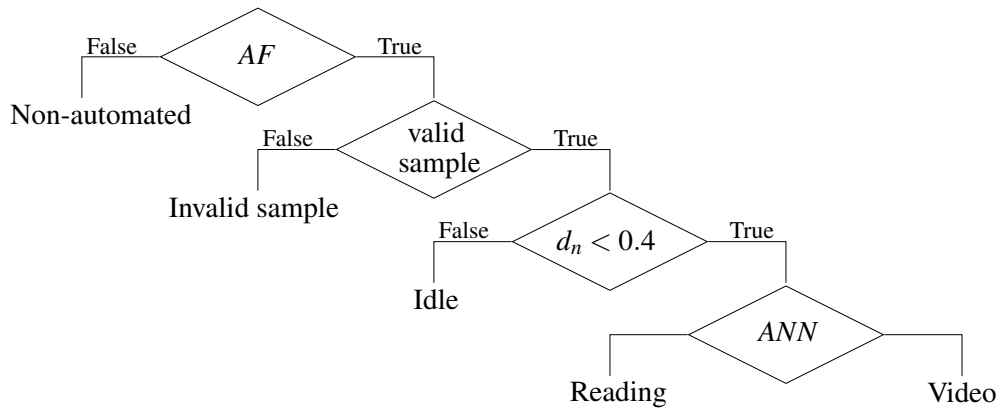 False
AF
True
Non-automated
False
valid
sample
True
Invalid sample
False
d_n < 0.4
True
Idle
ANN
Reading
Video